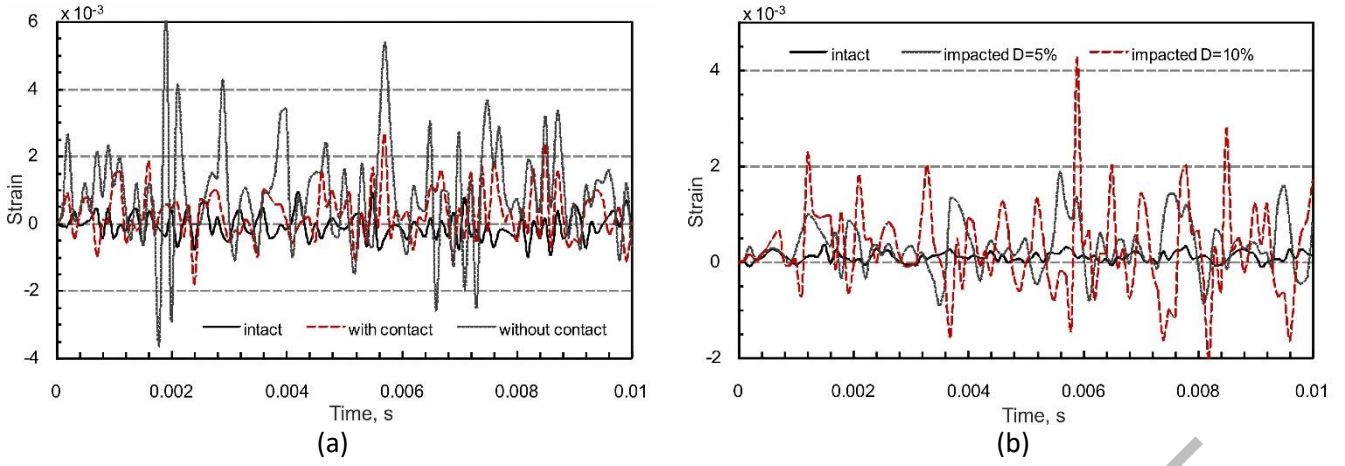 x 10⁻³
6
4
2
0
-2
-4
Strain
intact with contact without contact
0 0.002 0.004 0.006 0.008 0.01
Time, s
(a)
x 10⁻³
4
2
0
-2
Strain
intact impacted D=5% impacted D=10%
0 0.002 0.004 0.006 0.008 0.01
Time, s
(b)